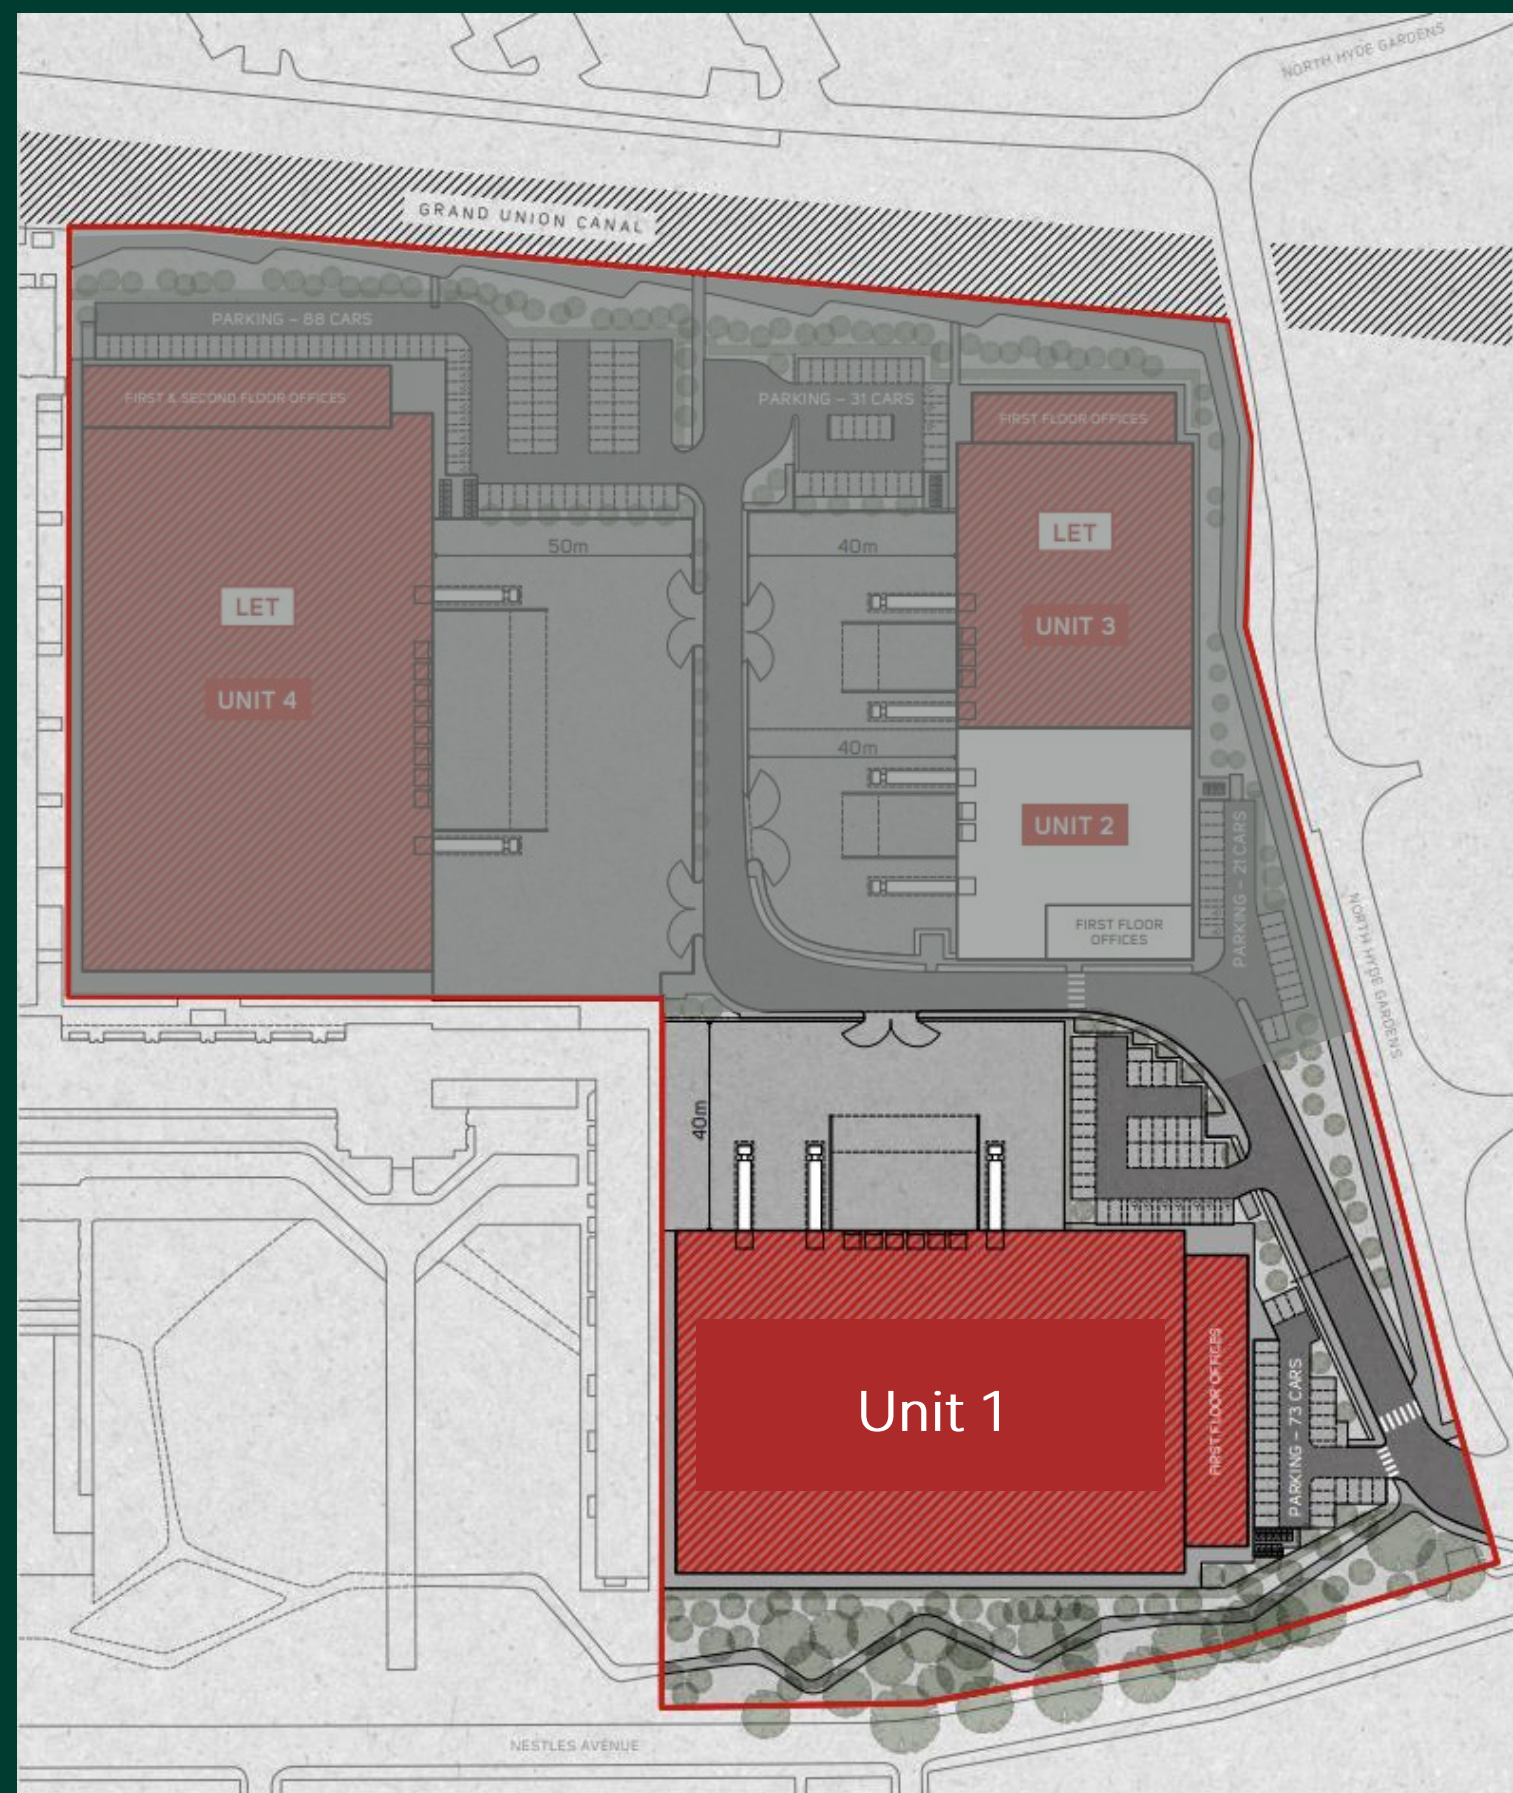 NORTH HYDE GARDENS
GRAND UNION CANAL
PARKING – 88 CARS
FIRST & SECOND FLOOR OFFICES
PARKING – 31 CARS
FIRST FLOOR OFFICES
LET
50m
40m
LET
UNIT 3
UNIT 4
40m
UNIT 2
PARKING – 21 CARS
FIRST FLOOR
OFFICES
NORTH HYDE GARDENS
40m
Unit 1
FIRST FLOOR OFFICES
PARKING – 73 CARS
NESTLES AVENUE